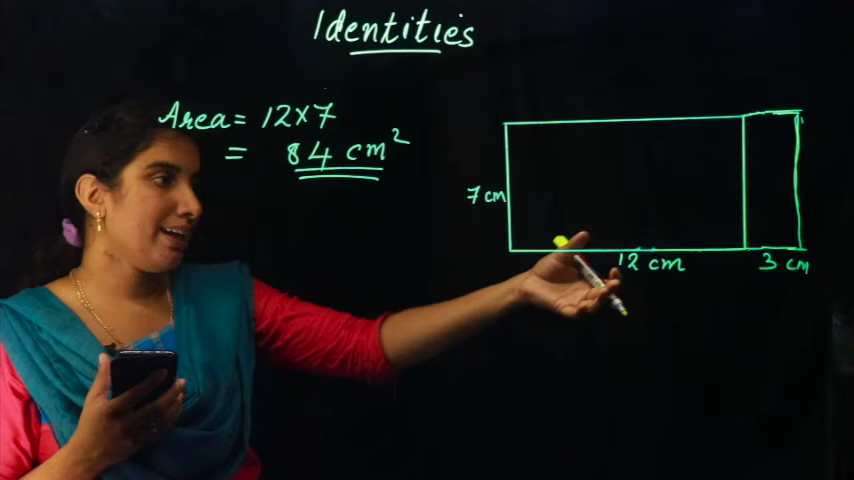 Identities
Area = 12×7
= 84 cm²
7 cm
12 cm
3 cm